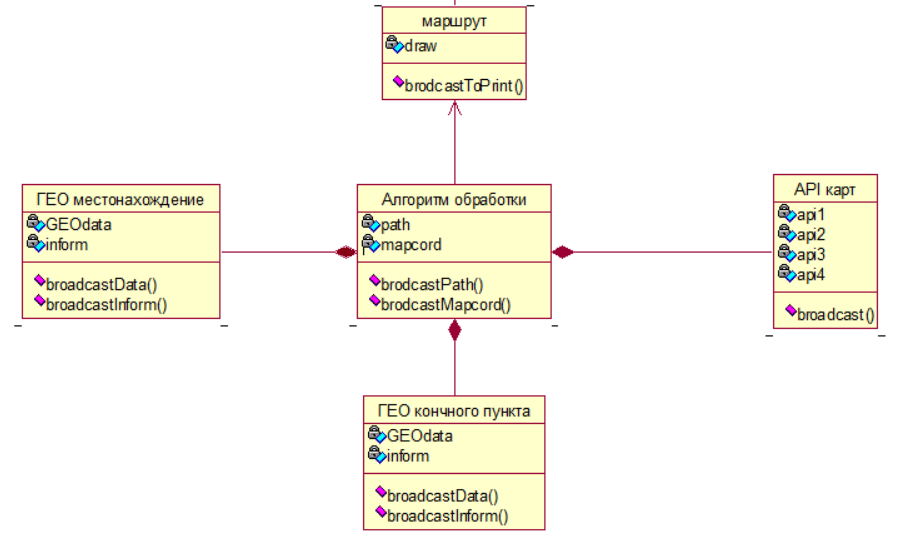 маршрут
draw
brodcastToPrint()
ГЕО местонахождение
GEOdata
inform
broadcastData()
broadcastInform()
Алгоритм обработки
path
mapcord
brodcastPath()
brodcastMapcord()
API карт
api1
api2
api3
api4
broadcast()
ГЕО кончного пункта
GEOdata
inform
broadcastData()
broadcastInform()